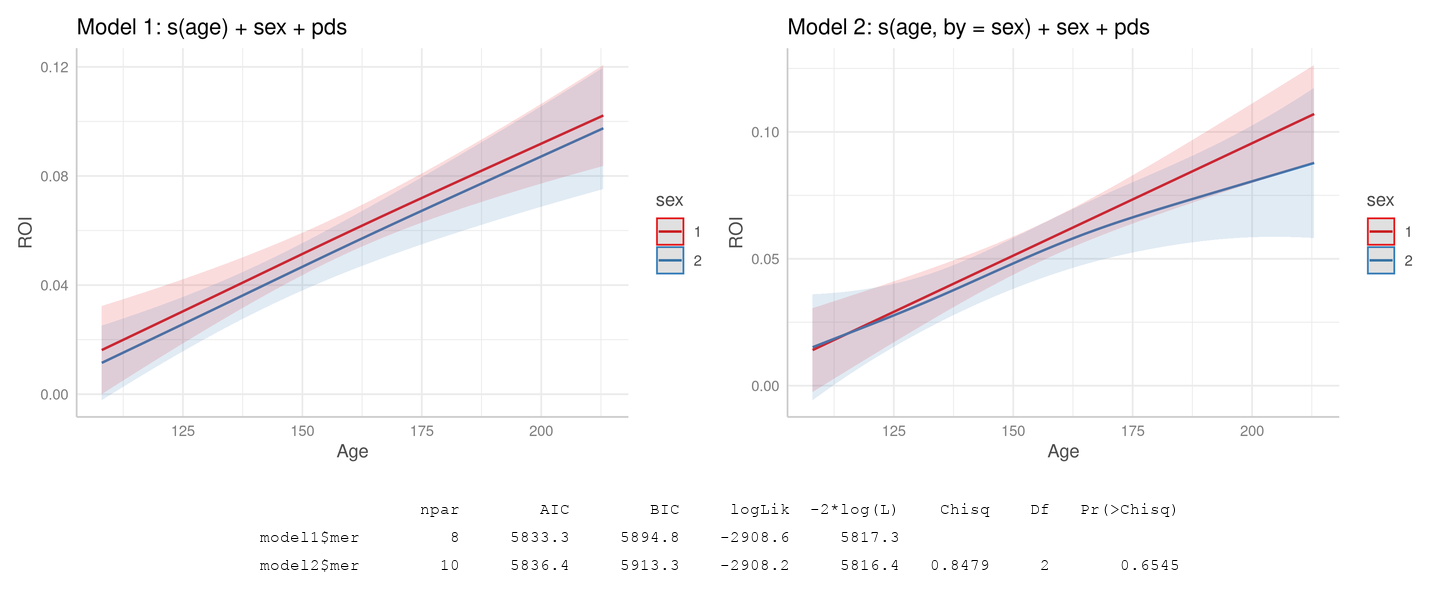 Model 1: s(age) + sex + pds
0.12
0.08
0.04
0.00
ROI
125 150 175 200
Age
sex
1
2
Model 2: s(age, by = sex) + sex + pds
0.10
0.05
0.00
ROI
125 150 175 200
Age
sex
1
2
npar AIC BIC logLik -2*log(L) Chisq Df Pr(>Chisq)
model1$mer 8 5833.3 5894.8 -2908.6 5817.3
model2$mer 10 5836.4 5913.3 -2908.2 5816.4 0.8479 2 0.6545